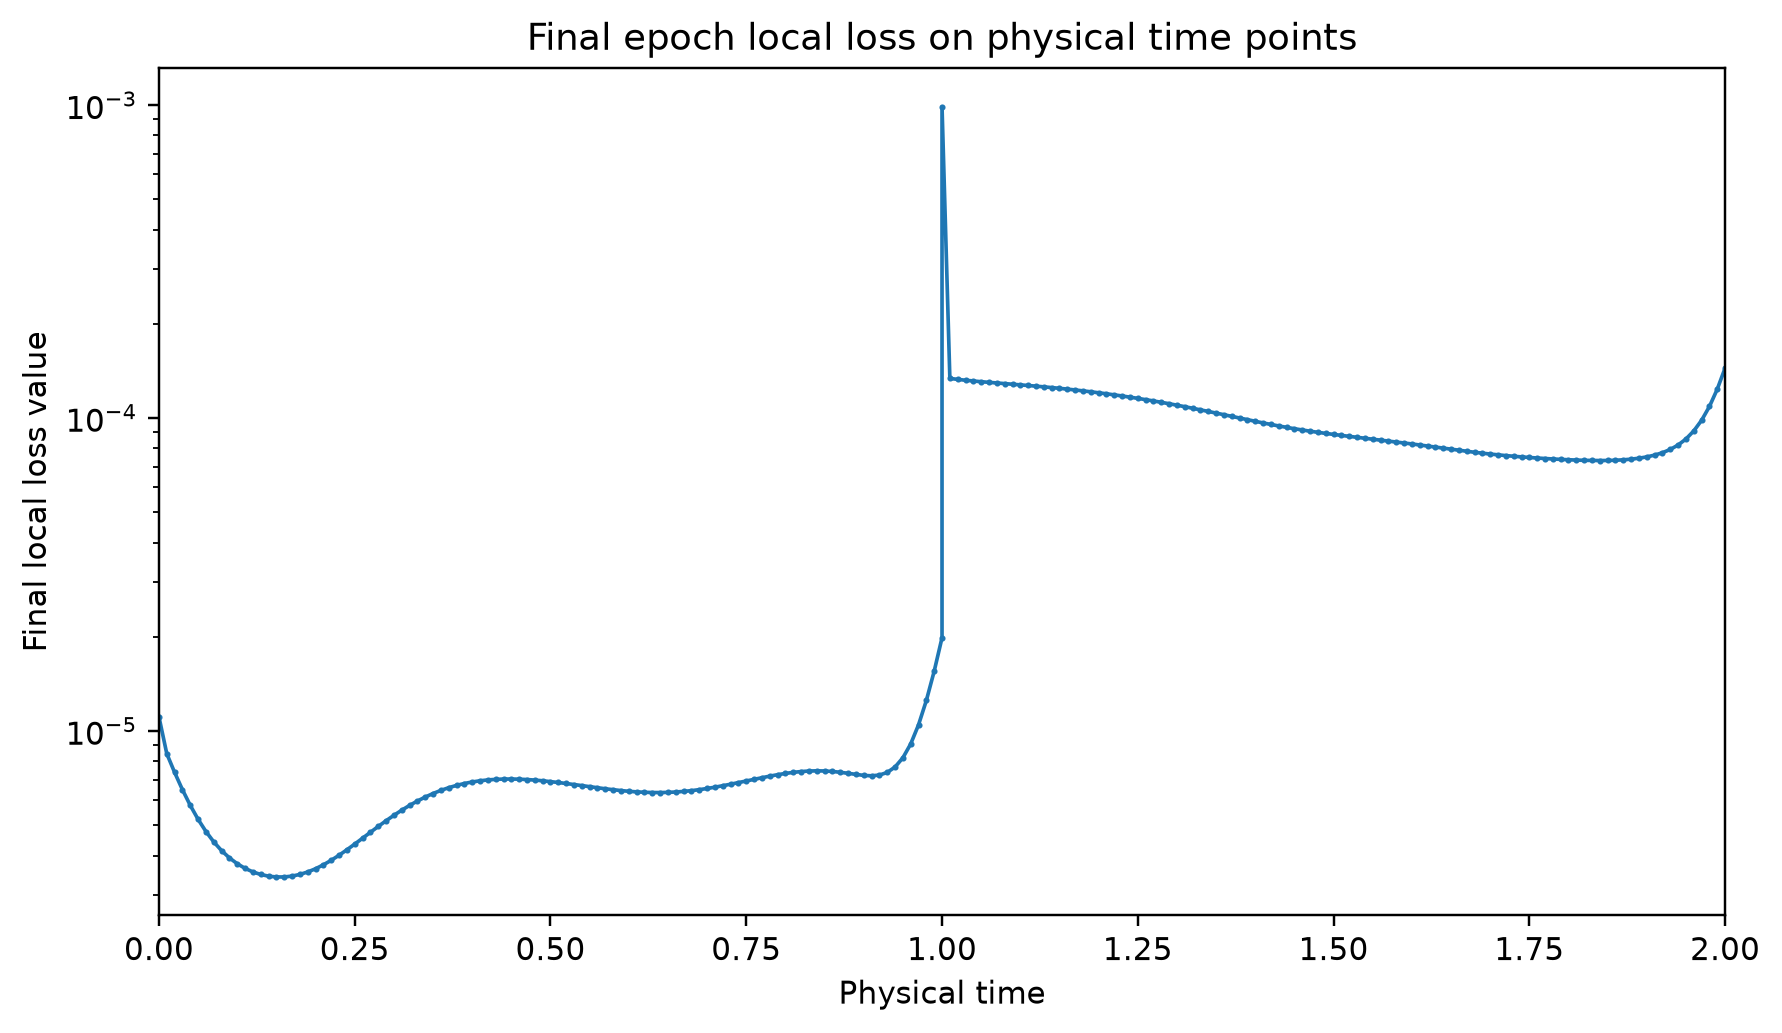 Final epoch local loss on physical time points
Final local loss value
10⁻³
10⁻⁴
10⁻⁵
0.00 0.25 0.50 0.75 1.00 1.25 1.50 1.75 2.00
Physical time